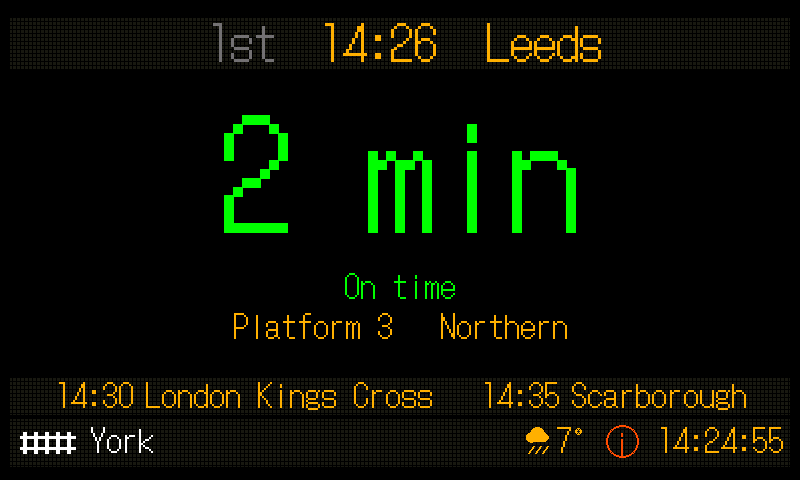 1st 14:26 Leeds
2 min
On time
Platform 3 Northern
14:30 London Kings Cross 14:35 Scarborough
York 7° i 14:24:55